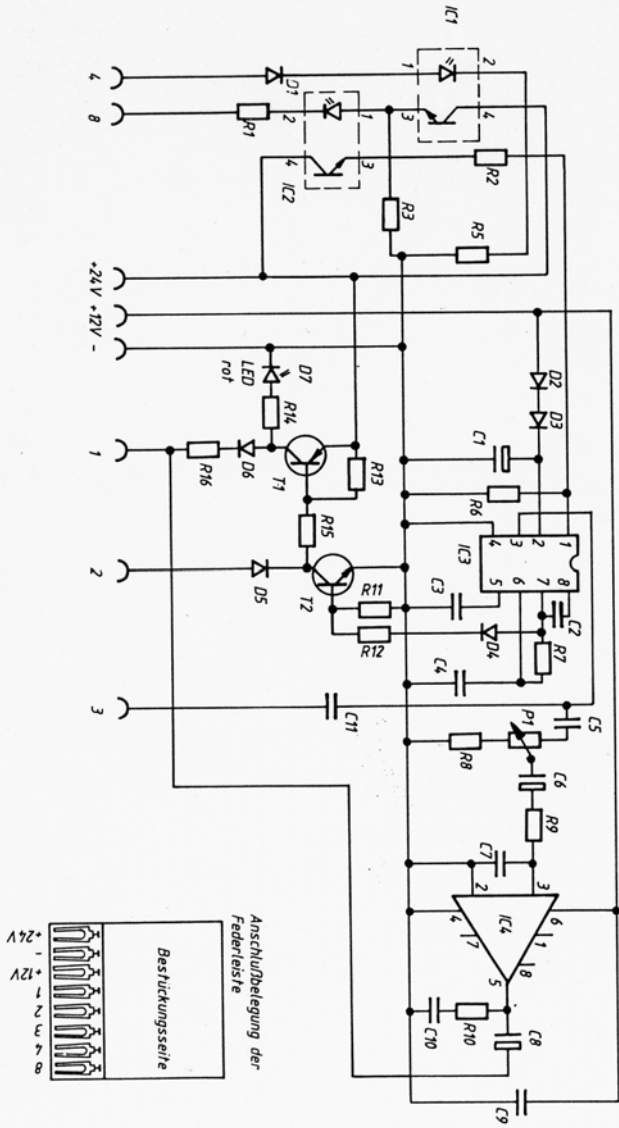 IC1
1
2
3
4
4
D1
8
R1
2
1
4
3
IC2
R2
R3
R5
+24V
+12V
-
D7
LED
rot
R14
D2
D3
C1
R6
1
R16
D6
T1
R13
R15
IC3
1
2
3
4
5
6
7
8
2
D5
T2
R11
R12
C3
C2
D4
R7
C4
3
C11
C5
P1
R8
C6
R9
C7
3
2
6
1
IC4
4
7
8
5
C10
R10
C8
C9
Anschlußbelegung der
Federleiste
Bestückungsseite
+24V
-
+12V
1
2
3
4
8